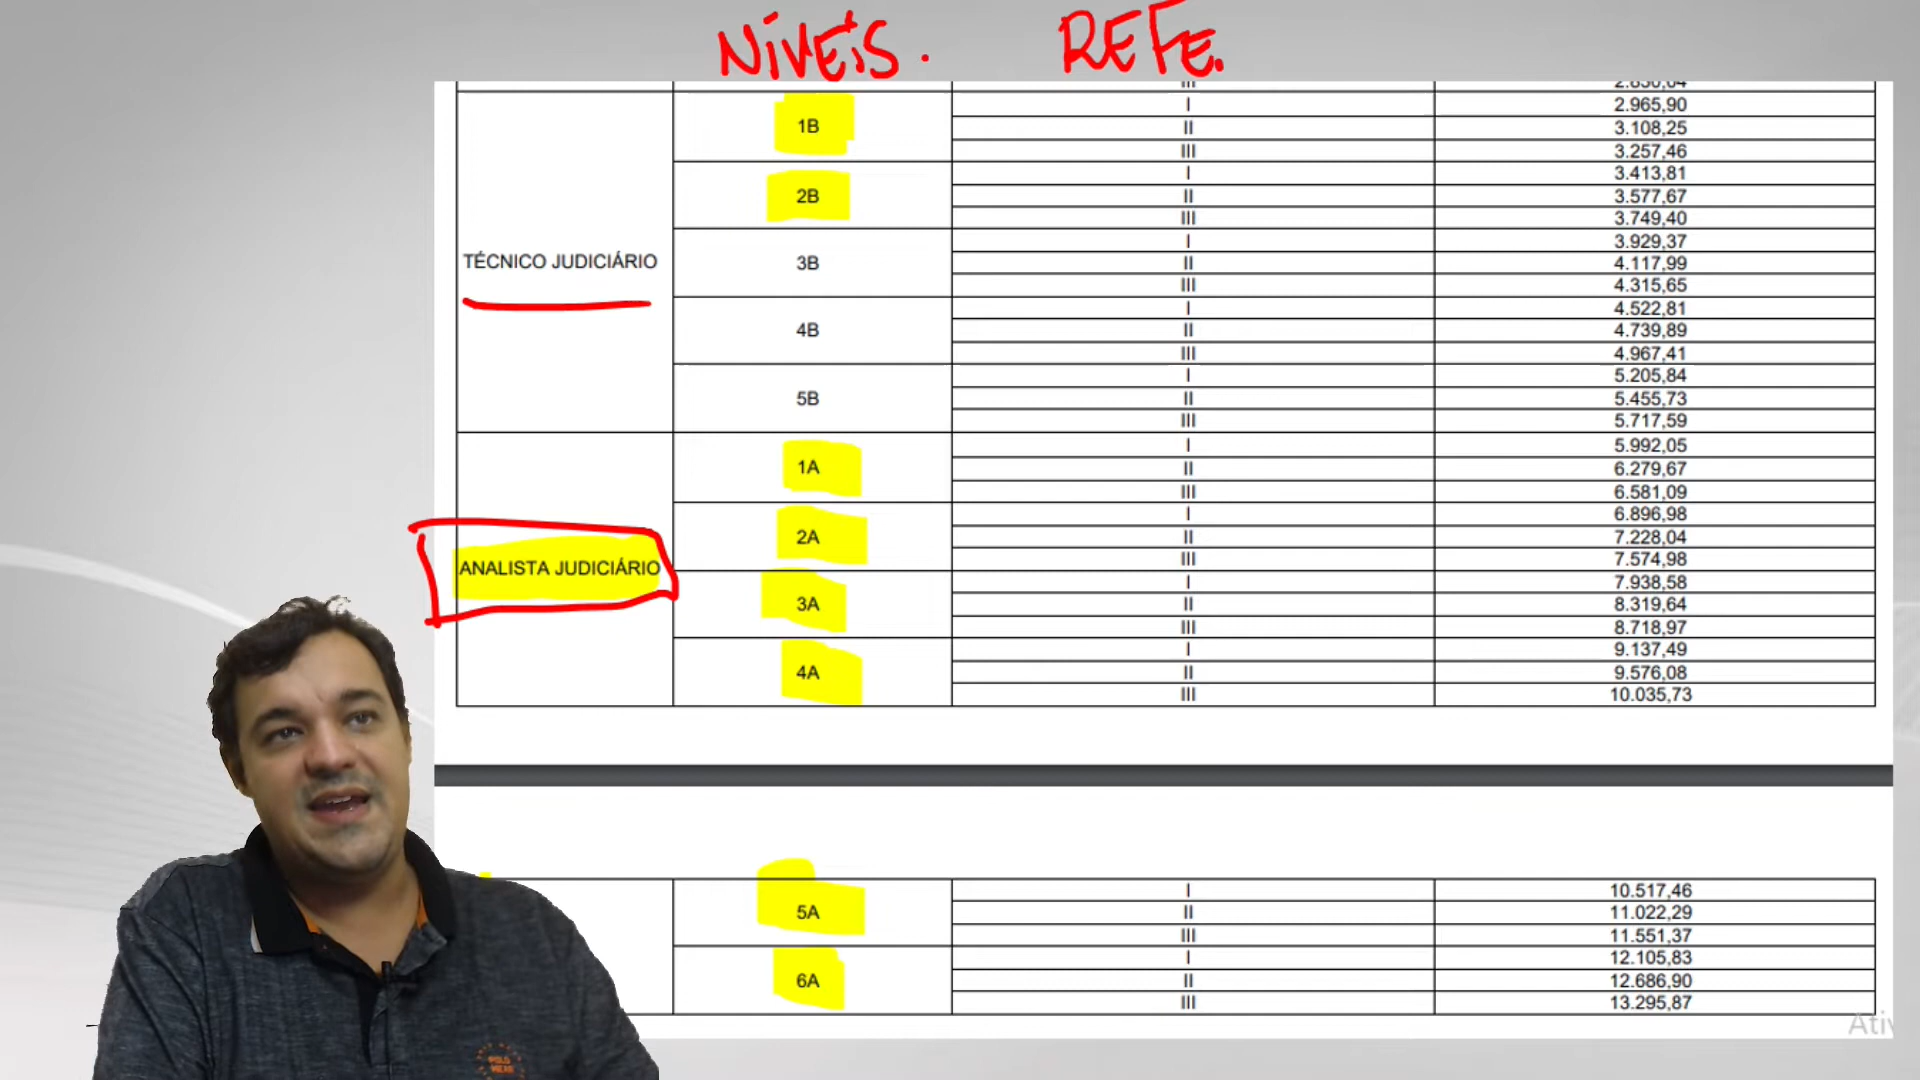 NÍVEIS. REFE.
III 2.830,04
1B I 2.965,90
II 3.108,25
III 3.257,46
2B I 3.413,81
II 3.577,67
III 3.749,40
TÉCNICO JUDICIÁRIO 3B I 3.929,37
II 4.117,99
III 4.315,65
4B I 4.522,81
II 4.739,89
III 4.967,41
5B I 5.205,84
II 5.455,73
III 5.717,59
ANALISTA JUDICIÁRIO 1A I 5.992,05
II 6.279,67
III 6.581,09
2A I 6.896,98
II 7.228,04
III 7.574,98
3A I 7.938,58
II 8.319,64
III 8.718,97
4A I 9.137,49
II 9.576,08
III 10.035,73
5A I 10.517,46
II 11.022,29
III 11.551,37
6A I 12.105,83
II 12.686,90
III 13.295,87
Ativ
POLO WEAR